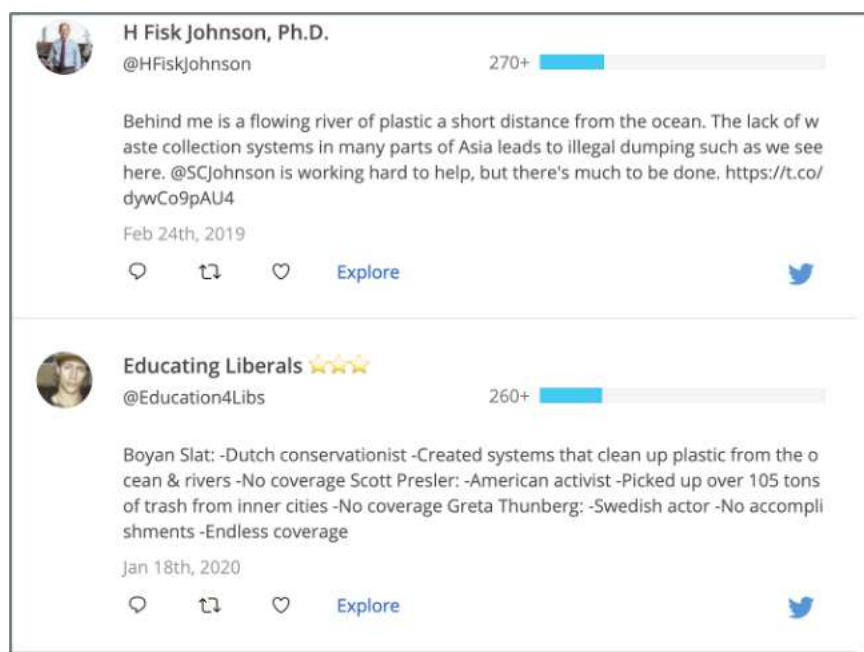 H Fisk Johnson, Ph.D.
@HFiskJohnson
270+
Behind me is a flowing river of plastic a short distance from the ocean. The lack of w
aste collection systems in many parts of Asia leads to illegal dumping such as we see
here. @SCJohnson is working hard to help, but there's much to be done. https://t.co/
dywCo9pAU4
Feb 24th, 2019
Explore
Educating Liberals ⭐⭐⭐
@Education4Libs
260+
Boyan Slat: -Dutch conservationist -Created systems that clean up plastic from the o
cean & rivers -No coverage Scott Presler: -American activist -Picked up over 105 tons
of trash from inner cities -No coverage Greta Thunberg: -Swedish actor -No accompli
shments -Endless coverage
Jan 18th, 2020
Explore